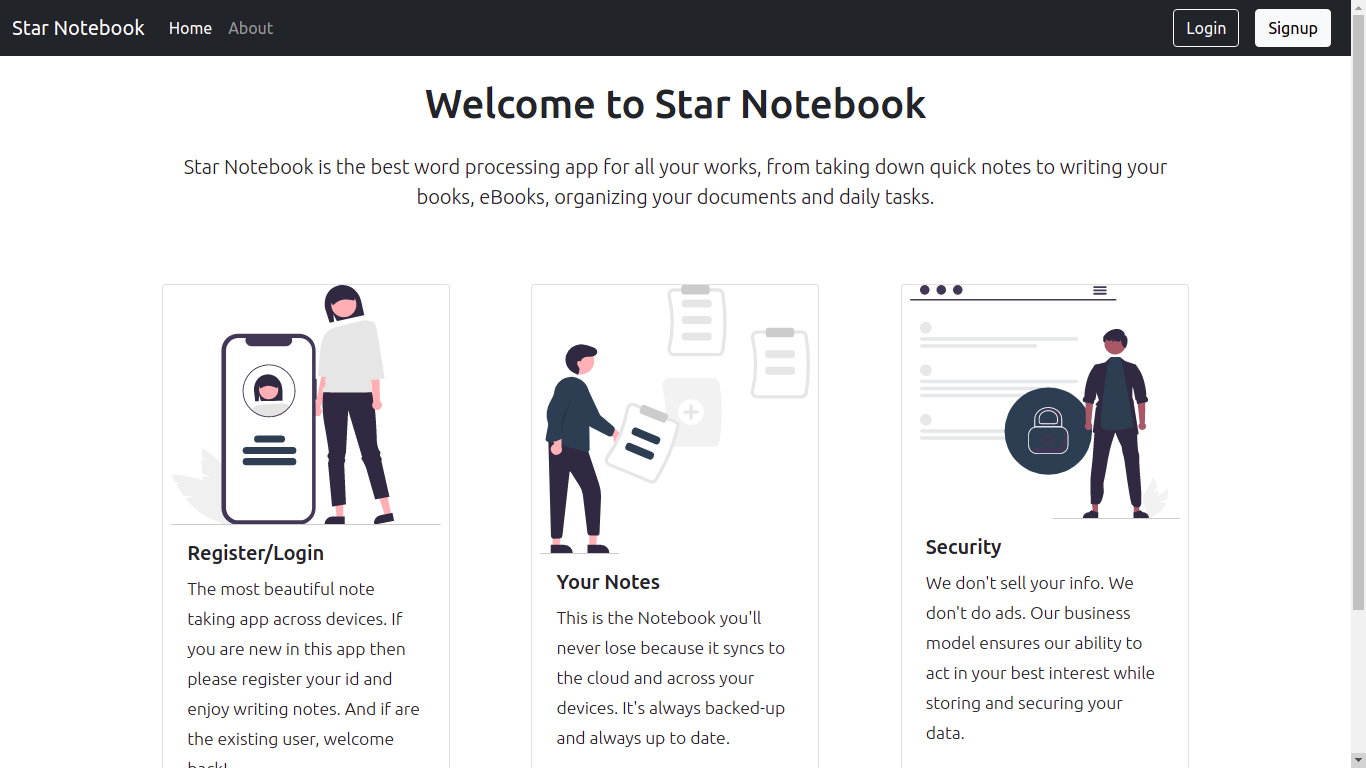 Star Notebook Home About Login Signup
Welcome to Star Notebook
Star Notebook is the best word processing app for all your works, from taking down quick notes to writing your
books, eBooks, organizing your documents and daily tasks.
Register/Login
The most beautiful note
taking app across devices. If
you are new in this app then
please register your id and
enjoy writing notes. And if are
the existing user, welcome
back!
Your Notes
This is the Notebook you'll
never lose because it syncs to
the cloud and across your
devices. It's always backed-up
and always up to date.
Security
We don't sell your info. We
don't do ads. Our business
model ensures our ability to
act in your best interest while
storing and securing your
data.